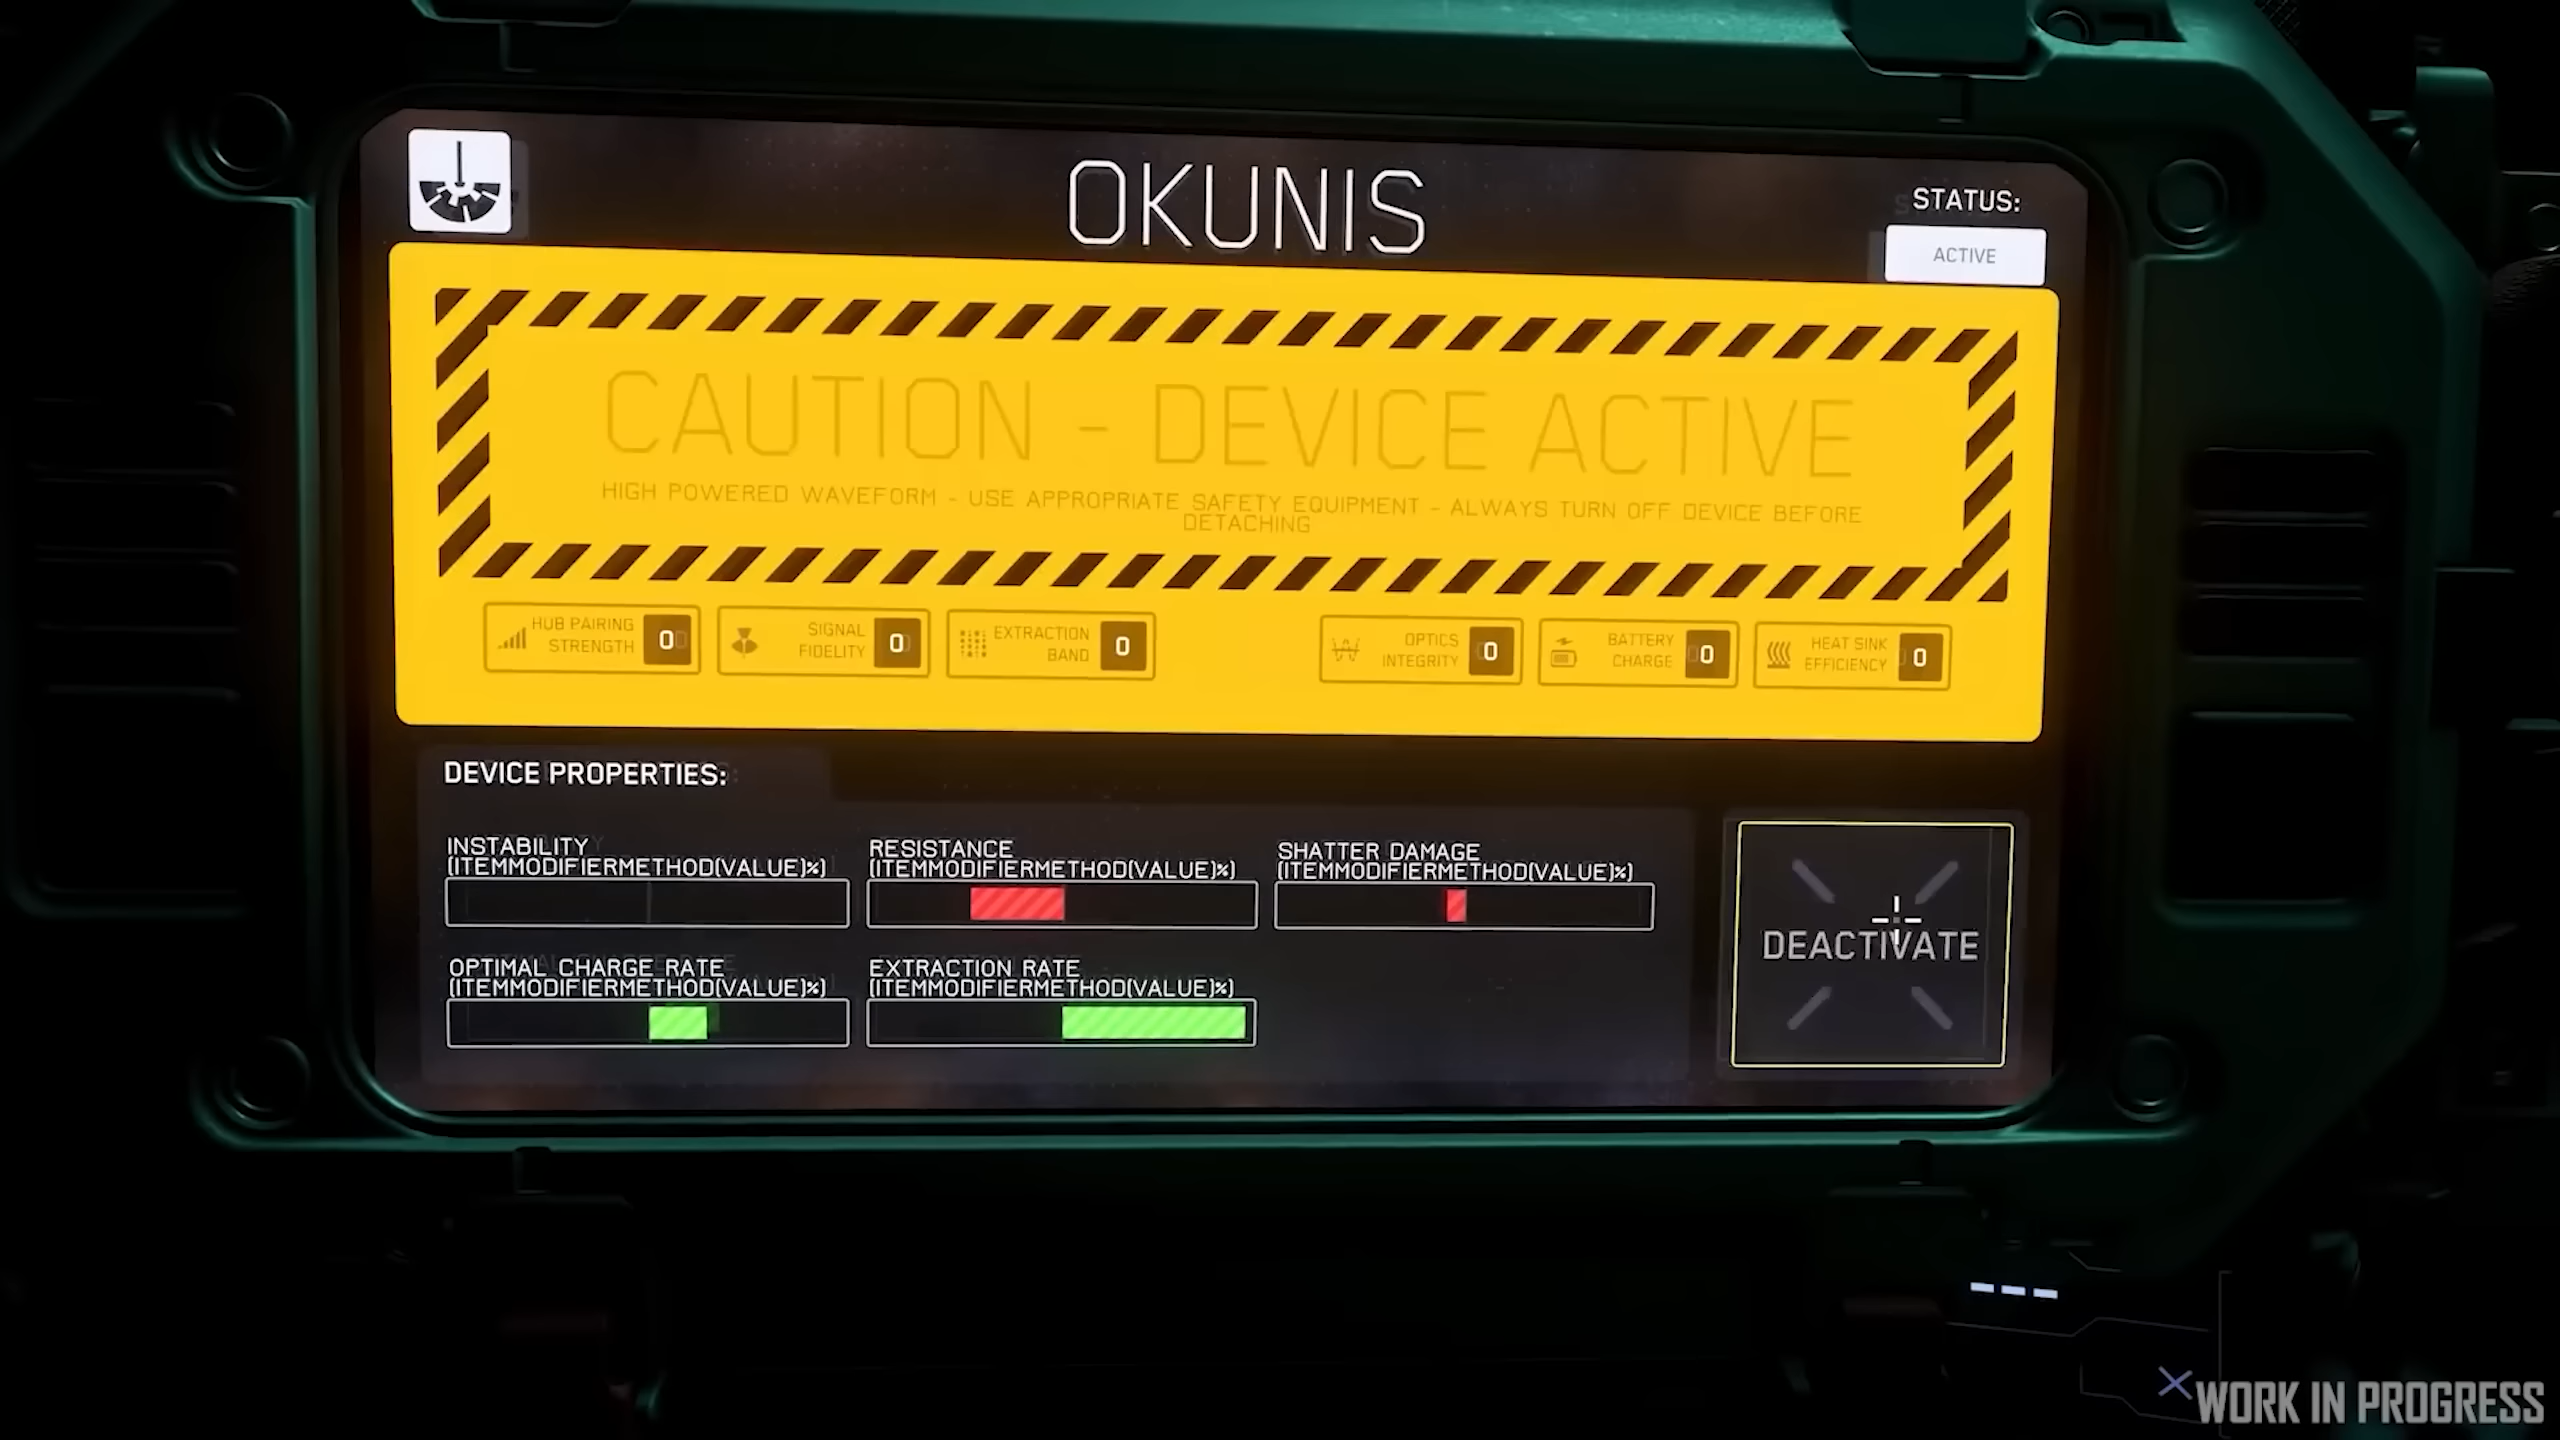 OKUNIS
STATUS:
ACTIVE
CAUTION - DEVICE ACTIVE
HIGH POWERED WAVEFORM - USE APPROPRIATE SAFETY EQUIPMENT - ALWAYS TURN OFF DEVICE BEFORE
DETACHING
HUB PAIRING
STRENGTH
0
SIGNAL
FIDELITY
0
EXTRACTION
BAND
0
OPTICS
INTEGRITY
0
BATTERY
CHARGE
0
HEAT SINK
EFFICIENCY
0
DEVICE PROPERTIES:
INSTABILITY
(ITEMMODIFIERMETHOD(VALUE)%)
RESISTANCE
(ITEMMODIFIERMETHOD(VALUE)%)
SHATTER DAMAGE
(ITEMMODIFIERMETHOD(VALUE)%)
OPTIMAL CHARGE RATE
(ITEMMODIFIERMETHOD(VALUE)%)
EXTRACTION RATE
(ITEMMODIFIERMETHOD(VALUE)%)
DEACTIVATE
WORK IN PROGRESS